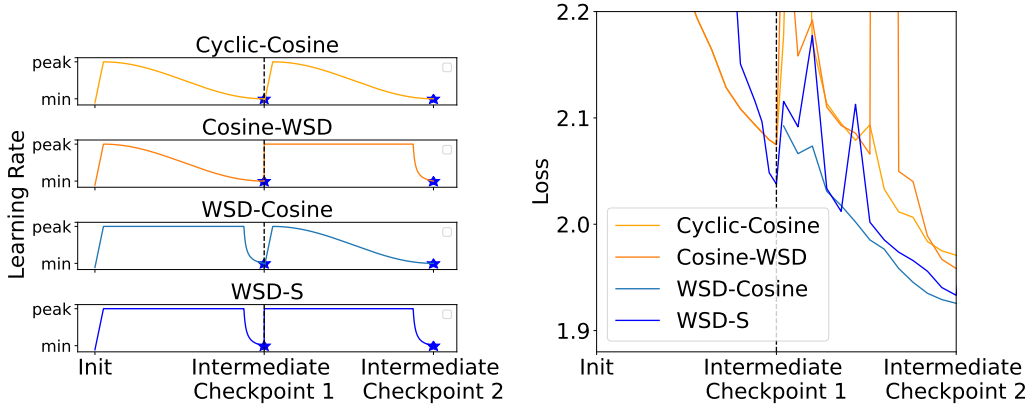 Learning Rate
Cyclic-Cosine
peak
min
Cosine-WSD
peak
min
WSD-Cosine
peak
min
WSD-S
peak
min
Init
Intermediate
Checkpoint 1
Intermediate
Checkpoint 2
Loss
2.2
2.1
2.0
1.9
Cyclic-Cosine
Cosine-WSD
WSD-Cosine
WSD-S
Init
Intermediate
Checkpoint 1
Intermediate
Checkpoint 2